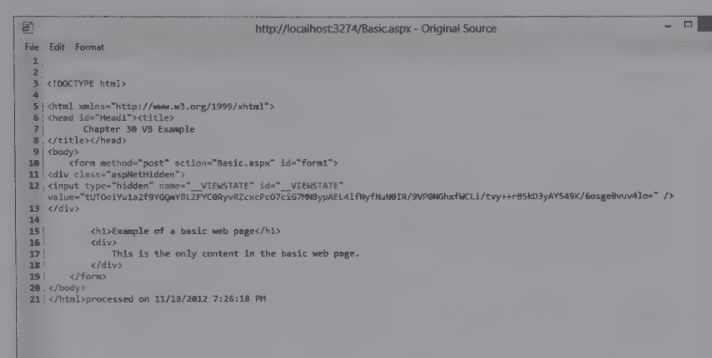 http://localhost:3274/Basic.aspx - Original Source
File Edit Format
1
2
3 <!DOCTYPE html>
4
5 <html xmlns="http://www.w3.org/1999/xhtml">
6 <head id="Head1"><title>
7 Chapter 30 VS Example
8 </title></head>
9 <body>
10 <form method="post" action="Basic.aspx" id="form1">
11 <div class="aspNetHidden">
12 <input type="hidden" name="__VIEWSTATE" id="__VIEWSTATE"
13 </div>
14
15 <h1>Example of a basic web page</h1>
16 <div>
17 This is the only content in the basic web page.
18 </div>
19 </form>
20 </body>
21 </html>processed on 11/18/2012 7:26:18 PM